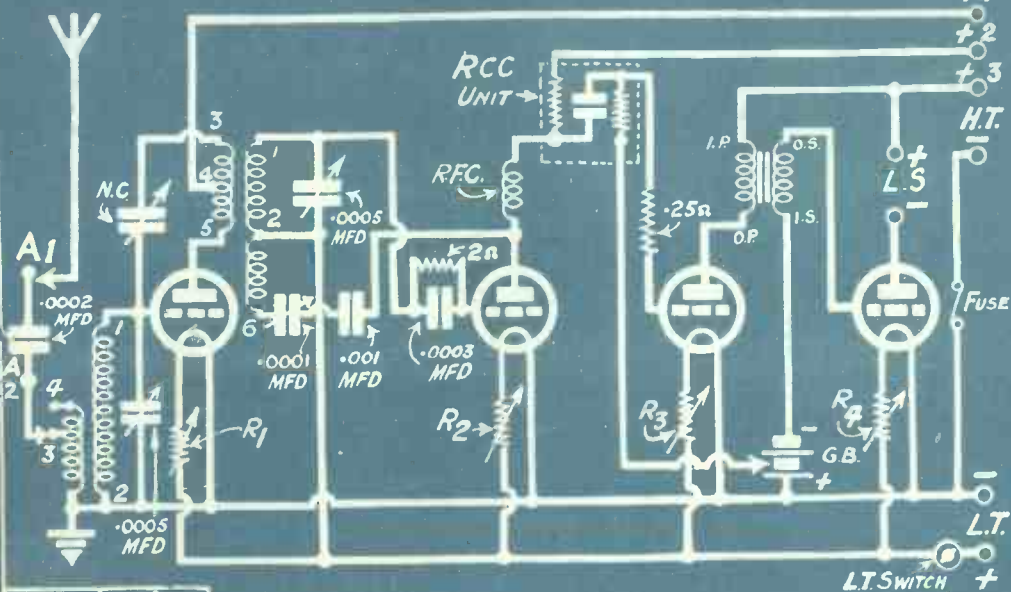 +2
RCC
UNIT
+3
H.T.
-
3
1
N.C.
4
I.P.
O.S.
+
L.S
-
R.F.C.
.0005
MFD
.25Ω
5
2
I.S.
O.P.
2Ω
A1
.0002
MFD
FUSE
1
6
.0001
MFD
.001
MFD
.0003
MFD
A
2
4
3
R1
R2
R3
R4
-
G.B.
+
2
.0005
MFD
-
L.T.
+
L.T. SWITCH